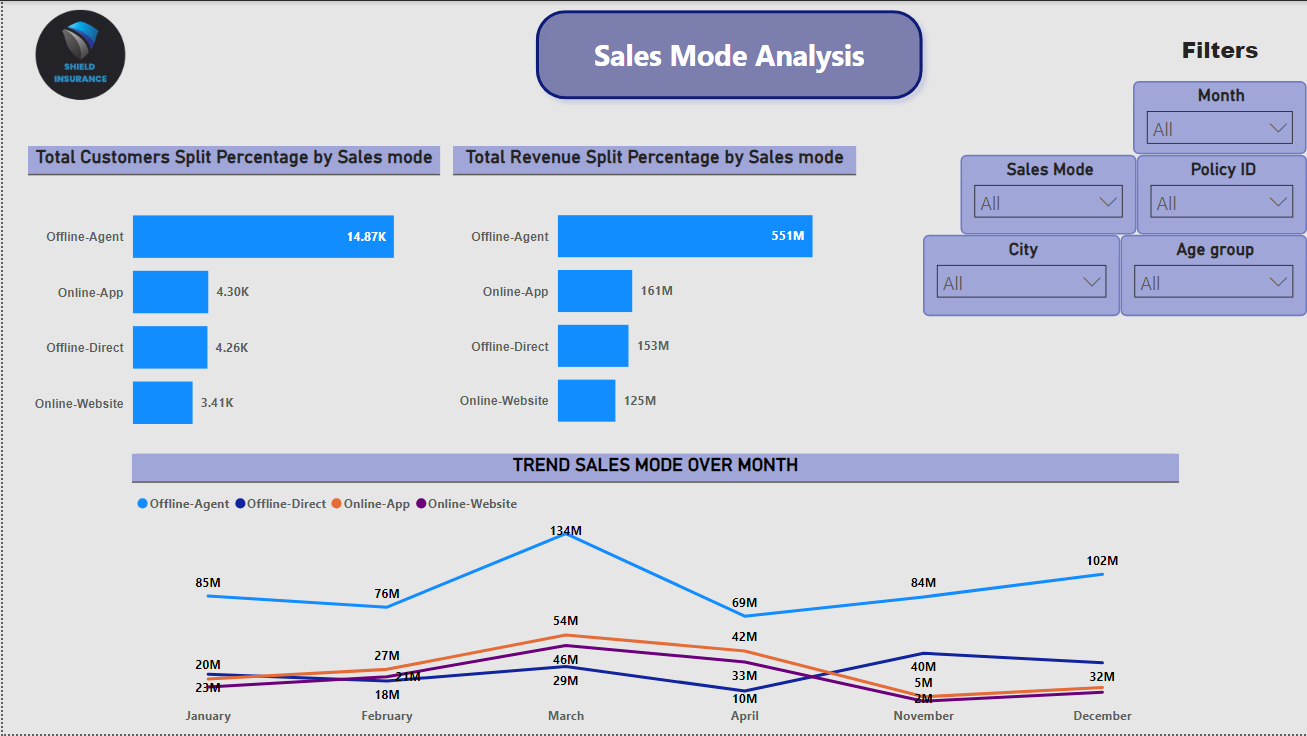 SHIELD
INSURANCE
Sales Mode Analysis
Filters
Month
All
Sales Mode
All
Policy ID
All
City
All
Age group
All
Total Customers Split Percentage by Sales mode
Offline-Agent 14.87K
Online-App 4.30K
Offline-Direct 4.26K
Online-Website 3.41K
Total Revenue Split Percentage by Sales mode
Offline-Agent 551M
Online-App 161M
Offline-Direct 153M
Online-Website 125M
TREND SALES MODE OVER MONTH
Offline-Agent Offline-Direct Online-App Online-Website
134M
102M
85M
84M
76M
69M
54M
42M
27M
20M
46M
40M
21M
33M
32M
29M
5M
23M
18M
10M
2M
January February March April November December